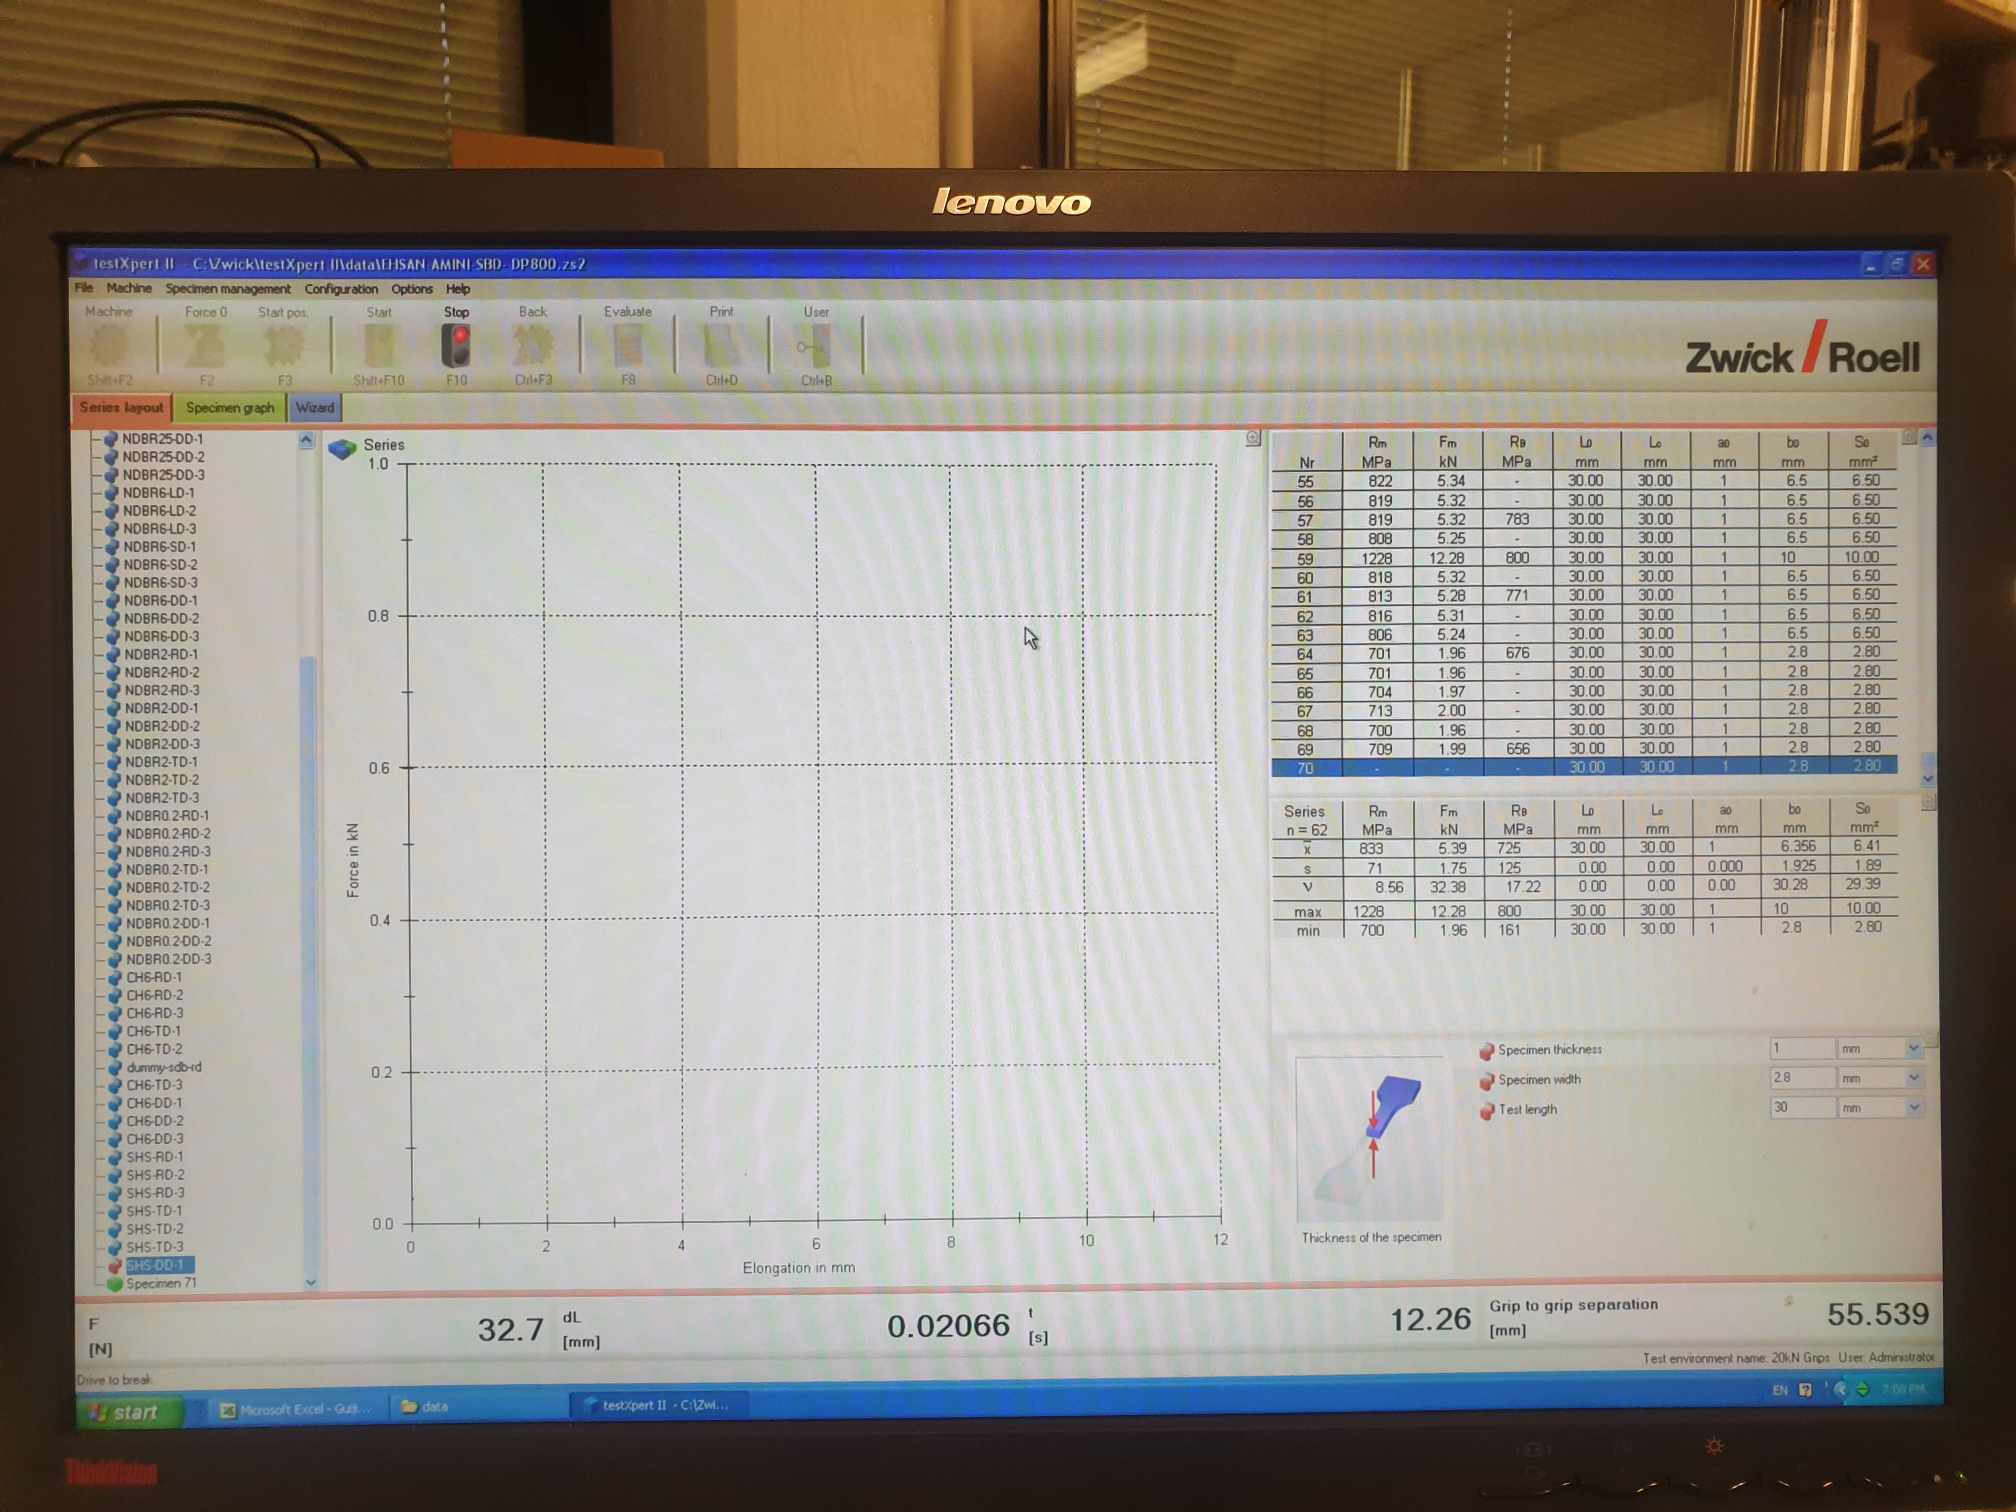 lenovo
testXpert II - C:\Zwick\testXpert II\data\EHSAN-AMINI-SBD- DP800.zs2
File Machine Specimen management Configuration Options Help
Machine Force 0 Start pos. Start Stop Back Evaluate Print User
Shift+F2 F2 F3 Shift+F10 F10 Ctrl+F3 F8 Ctrl+D Ctrl+B
Zwick / Roell
Series layout Specimen graph Wizard
NDBR25-DD-1
NDBR25-DD-2
NDBR25-DD-3
NDBR6-LD-1
NDBR6-LD-2
NDBR6-LD-3
NDBR6-SD-1
NDBR6-SD-2
NDBR6-SD-3
NDBR6-DD-1
NDBR6-DD-2
NDBR6-DD-3
NDBR2-RD-1
NDBR2-RD-2
NDBR2-RD-3
NDBR2-DD-1
NDBR2-DD-2
NDBR2-DD-3
NDBR2-TD-1
NDBR2-TD-2
NDBR2-TD-3
NDBR0.2-RD-1
NDBR0.2-RD-2
NDBR0.2-RD-3
NDBR0.2-TD-1
NDBR0.2-TD-2
NDBR0.2-TD-3
NDBR0.2-DD-1
NDBR0.2-DD-2
NDBR0.2-DD-3
CH6-RD-1
CH6-RD-2
CH6-RD-3
CH6-TD-1
CH6-TD-2
dummy-sdb-rd
CH6-TD-3
CH6-DD-1
CH6-DD-2
CH6-DD-3
SHS-RD-1
SHS-RD-2
SHS-RD-3
SHS-TD-1
SHS-TD-2
SHS-TD-3
SHS-DD-1
Specimen 71
Series
1.0
0.8
0.6
0.4
0.2
0.0
Force in kN
0 2 4 6 8 10 12
Elongation in mm
Rm Fm RB L0 Lc a0 b0 S0
Nr MPa kN MPa mm mm mm mm mm²
55 822 5.34 - 30.00 30.00 1 6.5 6.50
56 819 5.32 - 30.00 30.00 1 6.5 6.50
57 819 5.32 783 30.00 30.00 1 6.5 6.50
58 808 5.25 - 30.00 30.00 1 6.5 6.50
59 1228 12.28 800 30.00 30.00 1 10 10.00
60 818 5.32 - 30.00 30.00 1 6.5 6.50
61 813 5.28 771 30.00 30.00 1 6.5 6.50
62 816 5.31 - 30.00 30.00 1 6.5 6.50
63 806 5.24 - 30.00 30.00 1 6.5 6.50
64 701 1.96 676 30.00 30.00 1 2.8 2.80
65 701 1.96 - 30.00 30.00 1 2.8 2.80
66 704 1.97 - 30.00 30.00 1 2.8 2.80
67 713 2.00 - 30.00 30.00 1 2.8 2.80
68 700 1.96 - 30.00 30.00 1 2.8 2.80
69 709 1.99 656 30.00 30.00 1 2.8 2.80
70 - - - 30.00 30.00 1 2.8 2.80
Series Rm Fm RB L0 Lc a0 b0 S0
n = 62 MPa kN MPa mm mm mm mm mm²
x̅ 833 5.39 725 30.00 30.00 1 6.356 6.41
s 71 1.75 125 0.00 0.00 0.000 1.925 1.89
ν 8.56 32.38 17.22 0.00 0.00 0.00 30.28 29.39
max 1228 12.28 800 30.00 30.00 1 10 10.00
min 700 1.96 161 30.00 30.00 1 2.8 2.80
Specimen thickness 1 mm
Specimen width 2.8 mm
Test length 30 mm
Thickness of the specimen
F [N] 32.7
dL [mm] 0.02066
t [s] 12.26
Grip to grip separation [mm] 55.539
Test environment name: 20kN Grips User: Administrator
Drive to break
start Microsoft Excel - Gu... data testXpert II - C:\Zwi... EN
ThinkVision